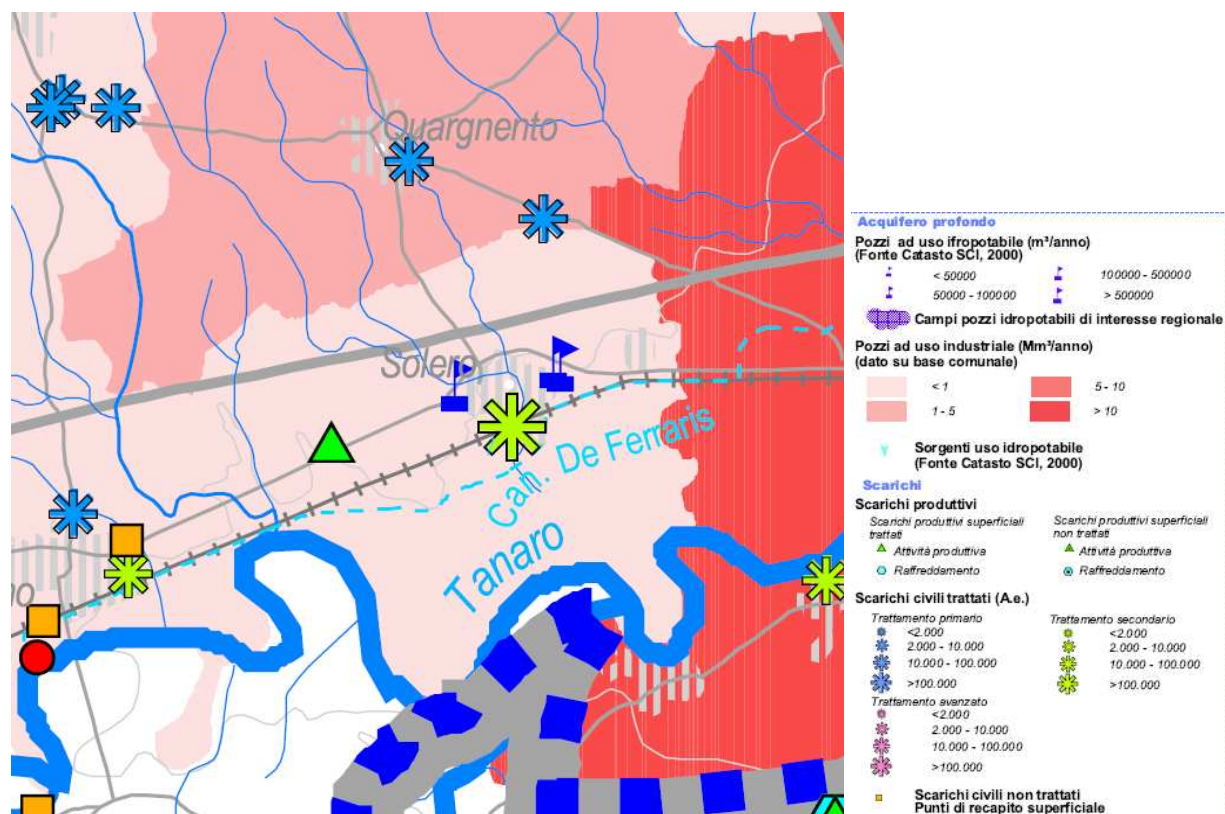 Quargnento
Solero
Can. De Ferraris
Tanaro
Acquifero profondo
Pozzi ad uso ifropotabile (m³/anno)
(Fonte Catasto SCI, 2000)
< 50000
100000 - 500000
50000 - 100000
> 500000
Campi pozzi idropotabili di interesse regionale
Pozzi ad uso industriale (Mm³/anno)
(dato su base comunale)
< 1
5 - 10
1 - 5
> 10
Sorgenti uso idropotabile
(Fonte Catasto SCI, 2000)
Scarichi
Scarichi produttivi
Scarichi produttivi superficiali
trattati
Scarichi produttivi superficiali
non trattati
Attività produttiva
Attività produttiva
Raffreddamento
Raffreddamento
Scarichi civili trattati (A.e.)
Trattamento primario
<2.000
2.000 - 10.000
10.000 - 100.000
>100.000
Trattamento secondario
<2.000
2.000 - 10.000
10.000 - 100.000
>100.000
Trattamento avanzato
<2.000
2.000 - 10.000
10.000 - 100.000
>100.000
Scarichi civili non trattati
Punti di recapito superficiale